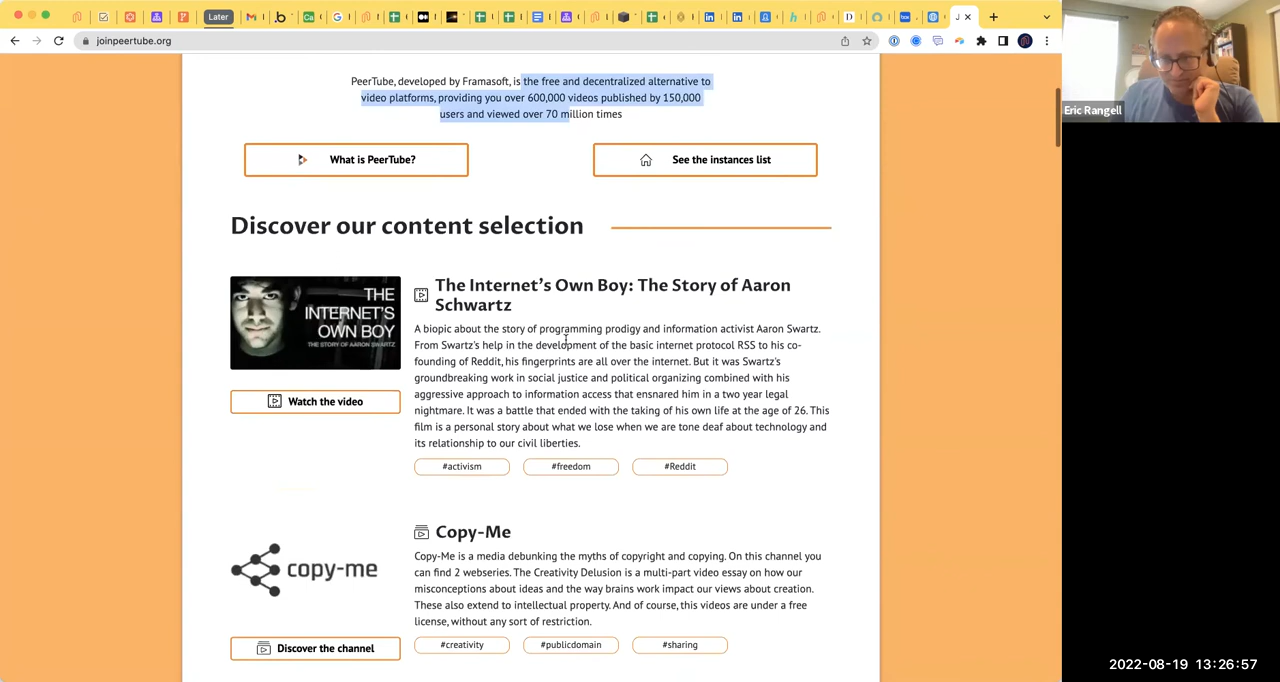 Later
joinpeertube.org
PeerTube, developed by Framasoft, is the free and decentralized alternative to
video platforms, providing you over 600,000 videos published by 150,000
users and viewed over 70 million times
What is PeerTube?
See the instances list
Discover our content selection
THE
INTERNET'S
OWN BOY
THE STORY OF AARON SWARTZ
Watch the video
The Internet's Own Boy: The Story of Aaron
Schwartz
A biopic about the story of programming prodigy and information activist Aaron Swartz.
From Swartz's help in the development of the basic internet protocol RSS to his co-
founding of Reddit, his fingerprints are all over the internet. But it was Swartz's
groundbreaking work in social justice and political organizing combined with his
aggressive approach to information access that ensnared him in a two year legal
nightmare. It was a battle that ended with the taking of his own life at the age of 26. This
film is a personal story about what we lose when we are tone deaf about technology and
its relationship to our civil liberties.
#activism #freedom #Reddit
copy-me
Discover the channel
Copy-Me
Copy-Me is a media debunking the myths of copyright and copying. On this channel you
can find 2 webseries. The Creativity Delusion is a multi-part video essay on how our
misconceptions about ideas and the way brains work impact our views about creation.
These also extend to intellectual property. And of course, this videos are under a free
license, without any sort of restriction.
#creativity #publicdomain #sharing
Eric Rangell
2022-08-19 13:26:57